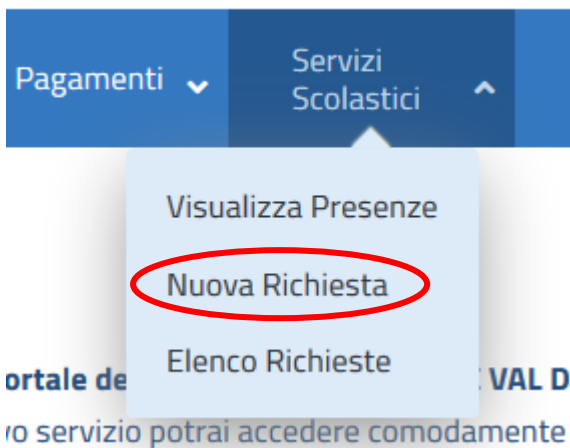 Pagamenti
Servizi
Scolastici
Visualizza Presenze
Nuova Richiesta
Elenco Richieste
ortale de VAL D
vo servizio potrai accedere comodamente